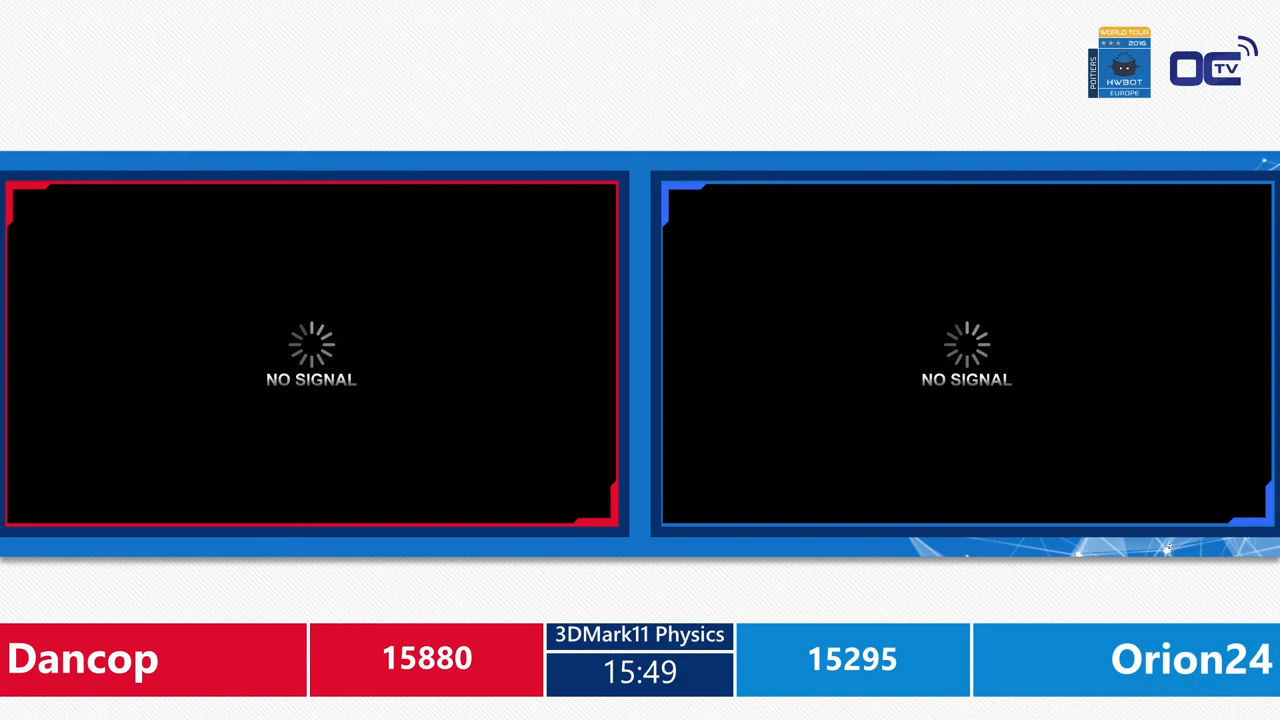 WORLD TOUR
2016
POITIERS
HWBOT
EUROPE
OC TV
NO SIGNAL
NO SIGNAL
Dancop
15880
3DMark11 Physics
15:49
15295
Orion24